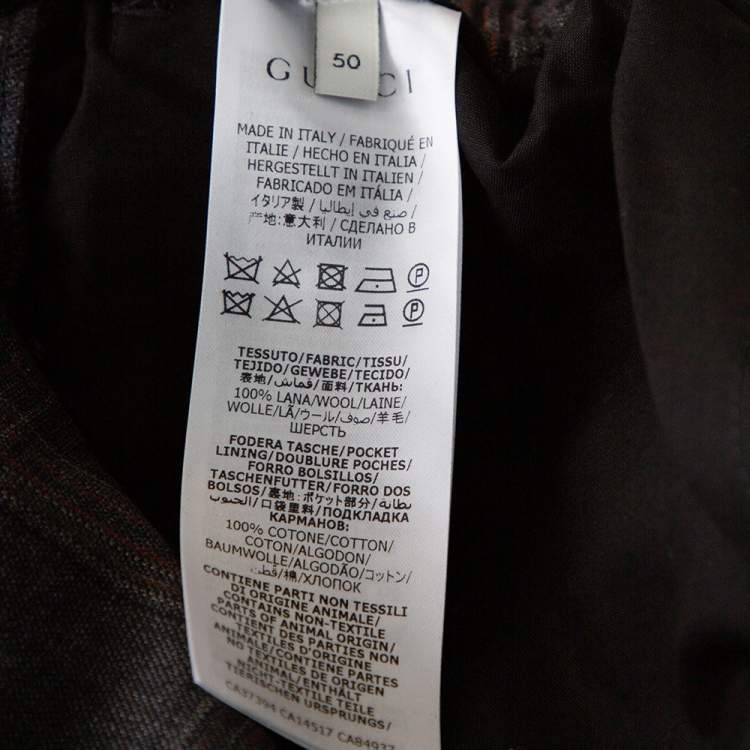 50
GUCCI
MADE IN ITALY / FABRIQUÉ EN
ITALIE / HECHO EN ITALIA /
HERGESTELLT IN ITALIEN /
FABRICADO EM ITÁLIA /
イタリア製 / صنع في إيطاليا /
产地:意大利 / СДЕЛАНО В
ИТАЛИИ
P
P
TESSUTO/FABRIC/TISSU/
TEJIDO/GEWEBE/TECIDO/
表地/قماش/面料/ТКАНЬ:
100% LANA/WOOL/LAINE/
WOLLE/LÃ/ウール/صوف/羊毛/
ШЕРСТЬ
FODERA TASCHE/POCKET
LINING/DOUBLURE POCHES/
FORRO BOLSILLOS/
TASCHENFUTTER/FORRO DOS
BOLSOS/裏地:ポケット部分/بطانة
الجيوب/口袋里料/ПОДКЛАДКА
КАРМАНОВ:
100% COTONE/COTTON/
COTON/ALGODON/
BAUMWOLLE/ALGODÃO/コットン/
قطن/棉/ХЛОПОК
CONTIENE PARTI NON TESSILI
DI ORIGINE ANIMALE/
CONTAINS NON-TEXTILE
PARTS OF ANIMAL ORIGIN/
CONTIENT DES PARTIES NON
TEXTILES D'ORIGINE
ANIMALE/CONTIENE PARTES
NO TEXTILES DE ORIGEN
ANIMAL/ENTHÄLT
NACHT-TEXTILE TEILE
TIERISCHEN URSPRUNGS/
CA37394 CA14517 CA84937